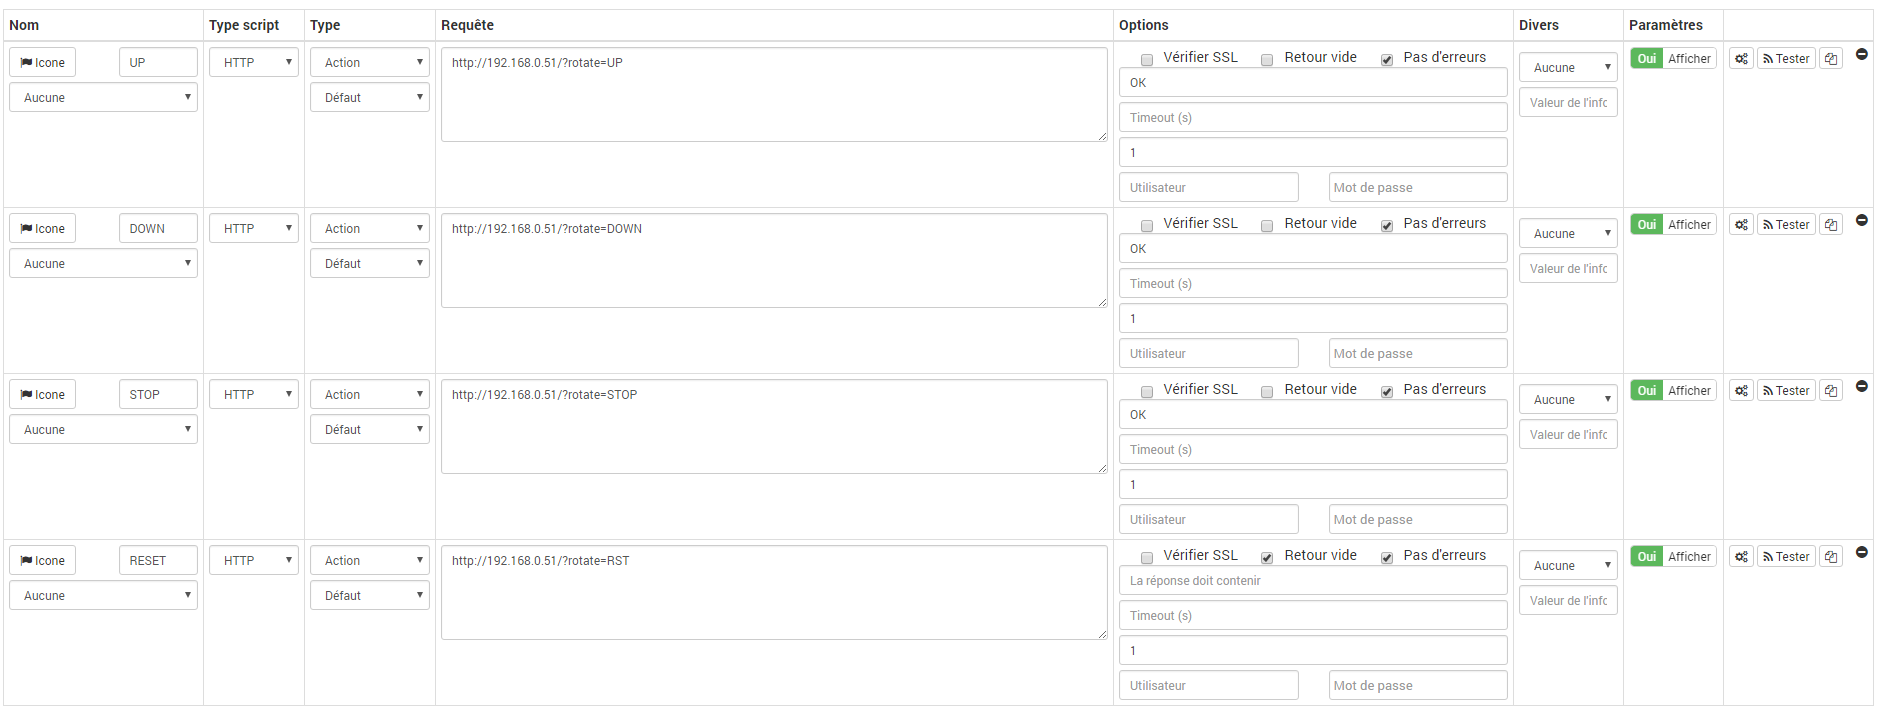 Nom Type script Type Requête Options Divers Paramètres
Icone UP HTTP Action http://192.168.0.51/?rotate=UP Vérifier SSL Retour vide Pas d'erreurs Aucune Oui Afficher Tester
Aucune Défaut OK Valeur de l'infc
Timeout (s)
1
Utilisateur Mot de passe
Icone DOWN HTTP Action http://192.168.0.51/?rotate=DOWN Vérifier SSL Retour vide Pas d'erreurs Aucune Oui Afficher Tester
Aucune Défaut OK Valeur de l'infc
Timeout (s)
1
Utilisateur Mot de passe
Icone STOP HTTP Action http://192.168.0.51/?rotate=STOP Vérifier SSL Retour vide Pas d'erreurs Aucune Oui Afficher Tester
Aucune Défaut OK Valeur de l'infc
Timeout (s)
1
Utilisateur Mot de passe
Icone RESET HTTP Action http://192.168.0.51/?rotate=RST Vérifier SSL Retour vide Pas d'erreurs Aucune Oui Afficher Tester
Aucune Défaut La réponse doit contenir Valeur de l'infc
Timeout (s)
1
Utilisateur Mot de passe